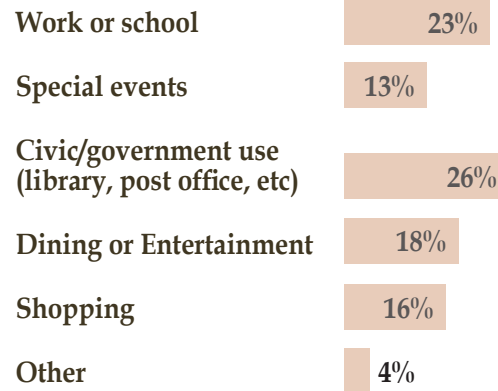 Work or school 23%
Special events 13%
Civic/government use
(library, post office, etc) 26%
Dining or Entertainment 18%
Shopping 16%
Other 4%